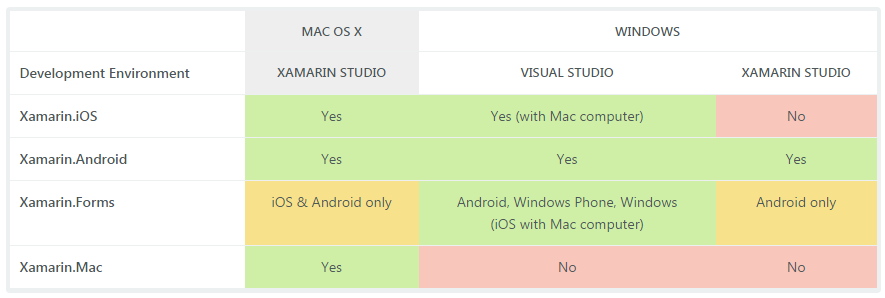 MAC OS X WINDOWS
Development Environment XAMARIN STUDIO VISUAL STUDIO XAMARIN STUDIO
Xamarin.iOS Yes Yes (with Mac computer) No
Xamarin.Android Yes Yes Yes
Xamarin.Forms iOS & Android only Android, Windows Phone, Windows Android only
(iOS with Mac computer)
Xamarin.Mac Yes No No